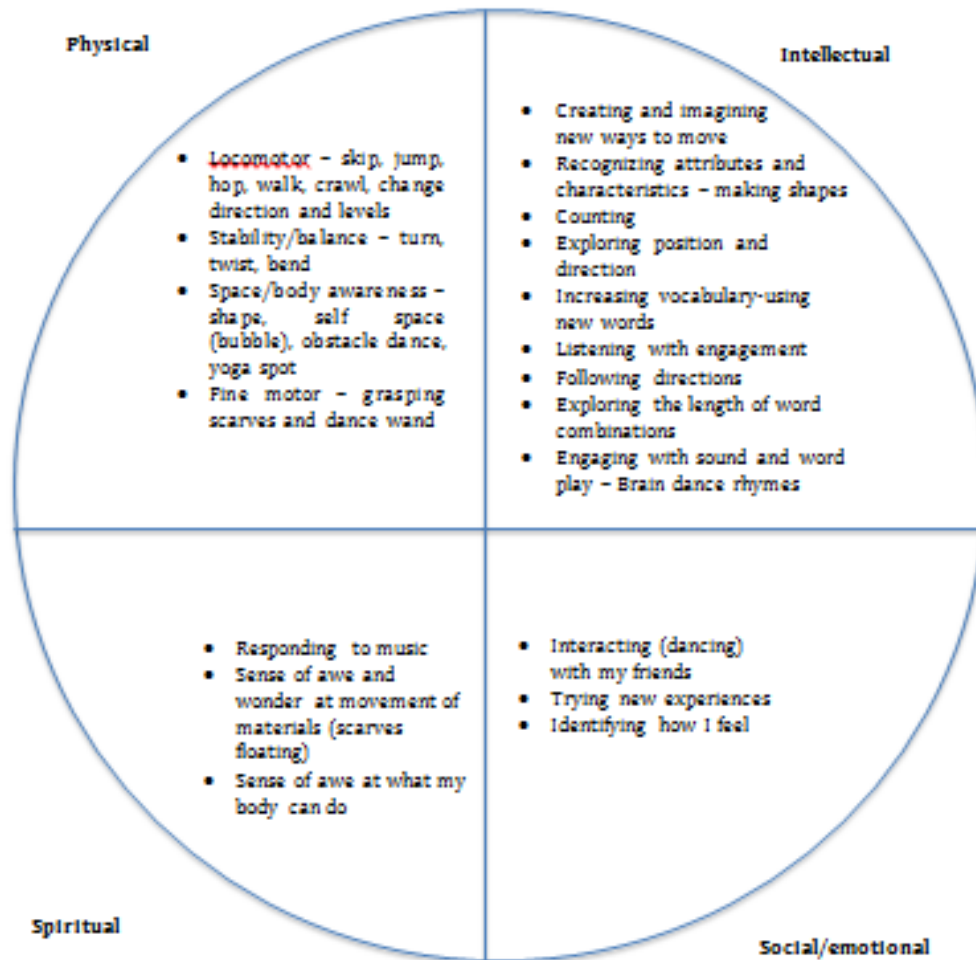 Physical
• Locomotor – skip, jump,
hop, walk, crawl, change
direction and levels
• Stability/balance – turn,
twist, bend
• Space/body awareness –
shape, self space
(bubble), obstacle dance,
yoga spot
• Fine motor – grasping
scarves and dance wand
Intellectual
• Creating and imagining
new ways to move
• Recognizing attributes and
characteristics – making shapes
• Counting
• Exploring position and
direction
• Increasing vocabulary-using
new words
• Listening with engagement
• Following directions
• Exploring the length of word
combinations
• Engaging with sound and word
play – Brain dance rhymes
• Responding to music
• Sense of awe and
wonder at movement of
materials (scarves
floating)
• Sense of awe at what my
body can do
Spiritual
• Interacting (dancing)
with my friends
• Trying new experiences
• Identifying how I feel
Social/emotional